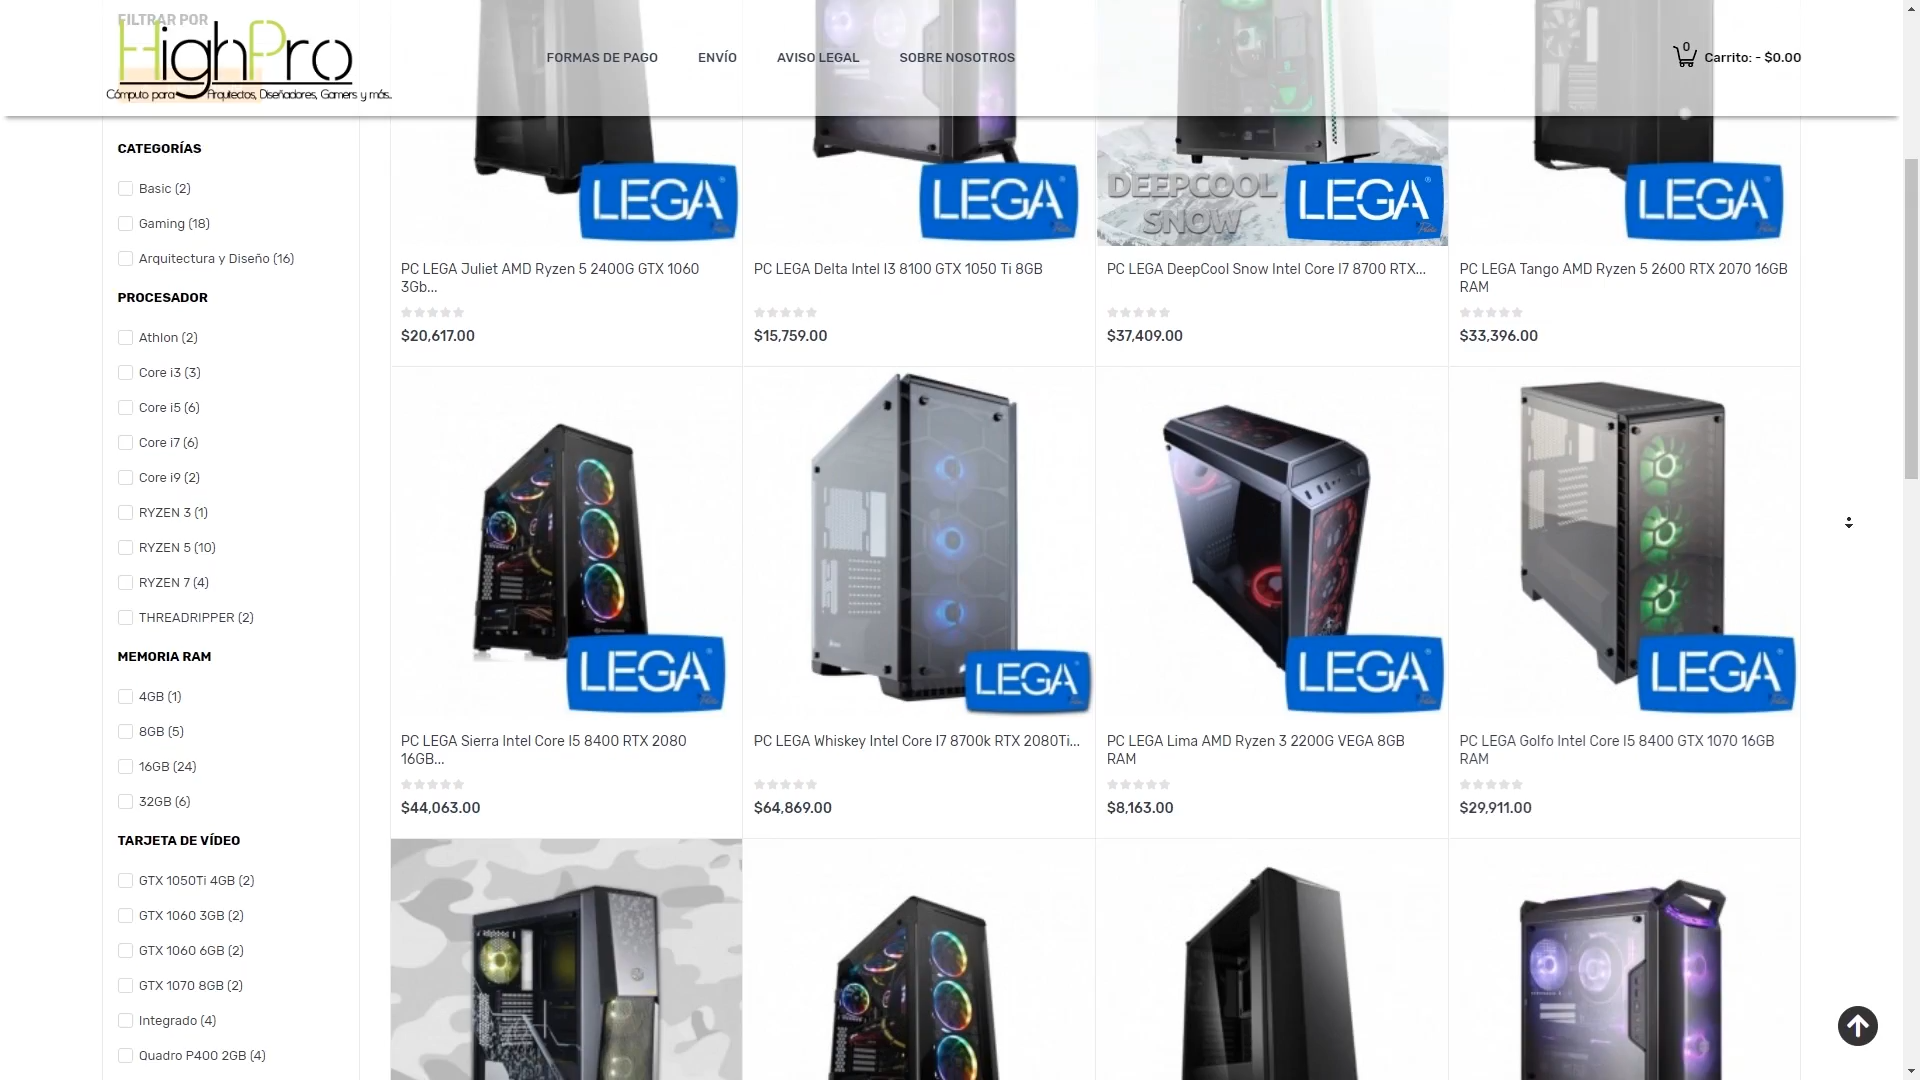 FILTRAR POR
HighPro
Cómputo para Arquitectos, Diseñadores, Gamers y más..
FORMAS DE PAGO
ENVÍO
AVISO LEGAL
SOBRE NOSOTROS
0
Carrito: - $0.00
CATEGORÍAS
Basic (2)
Gaming (18)
Arquitectura y Diseño (16)
PROCESADOR
Athlon (2)
Core i3 (3)
Core i5 (6)
Core i7 (6)
Core i9 (2)
RYZEN 3 (1)
RYZEN 5 (10)
RYZEN 7 (4)
THREADRIPPER (2)
MEMORIA RAM
4GB (1)
8GB (5)
16GB (24)
32GB (6)
TARJETA DE VÍDEO
GTX 1050Ti 4GB (2)
GTX 1060 3GB (2)
GTX 1060 6GB (2)
GTX 1070 8GB (2)
Integrado (4)
Quadro P400 2GB (4)
LEGA
LEGA
DEEPCOOL
SNOW
LEGA
LEGA
PC LEGA Juliet AMD Ryzen 5 2400G GTX 1060
3Gb...
$20,617.00
PC LEGA Delta Intel I3 8100 GTX 1050 Ti 8GB
$15,759.00
PC LEGA DeepCool Snow Intel Core I7 8700 RTX...
$37,409.00
PC LEGA Tango AMD Ryzen 5 2600 RTX 2070 16GB
RAM
$33,396.00
LEGA
LEGA
LEGA
LEGA
PC LEGA Sierra Intel Core I5 8400 RTX 2080
16GB...
$44,063.00
PC LEGA Whiskey Intel Core I7 8700k RTX 2080Ti...
$64,869.00
PC LEGA Lima AMD Ryzen 3 2200G VEGA 8GB
RAM
$8,163.00
PC LEGA Golfo Intel Core I5 8400 GTX 1070 16GB
RAM
$29,911.00